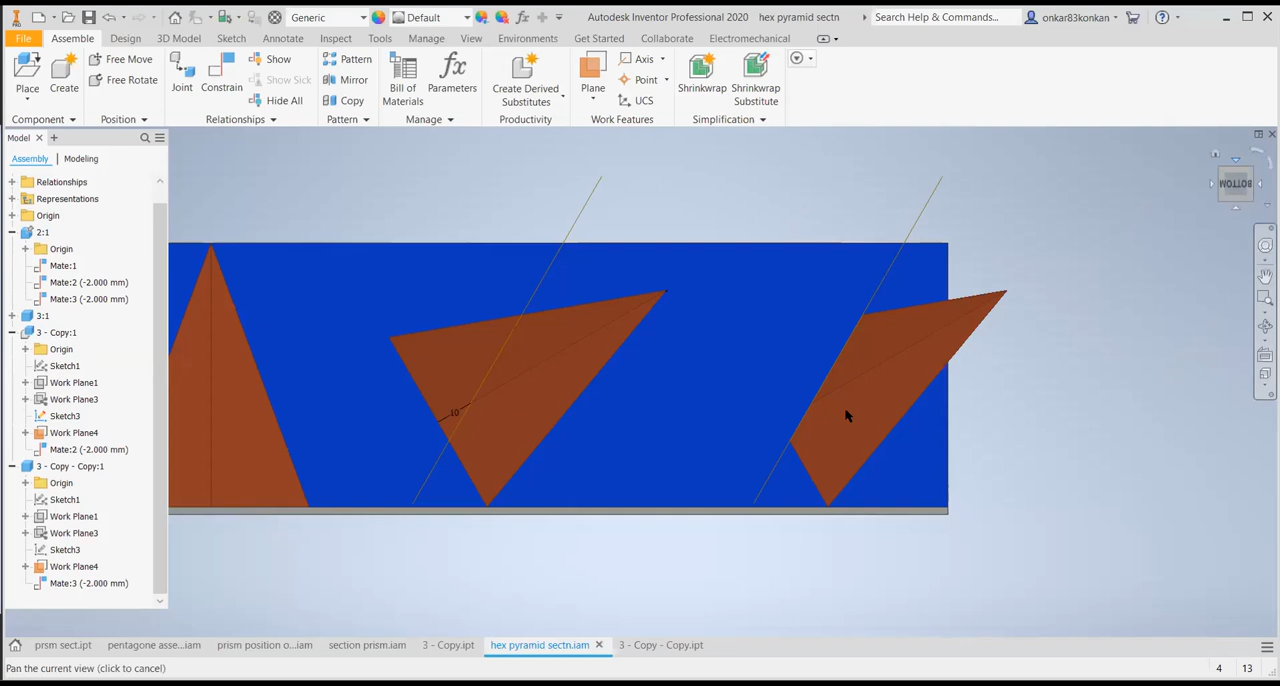 PRO
Generic
Default
fx
Autodesk Inventor Professional 2020 hex pyramid sectn
Search Help & Commands...
onkar83konkan
File Assemble Design 3D Model Sketch Annotate Inspect Tools Manage View Environments Get Started Collaborate Electromechanical
Place
Create
Free Move
Free Rotate
Joint
Constrain
Show
Show Sick
Hide All
Pattern
Mirror
Copy
Bill of Materials
fx
Parameters
Create Derived Substitutes
Plane
Axis
Point
UCS
Shrinkwrap
Shrinkwrap Substitute
Component Position Relationships Pattern Manage Productivity Work Features Simplification
Model
Assembly Modeling
Relationships
Representations
Origin
2:1
Origin
Mate:1
Mate:2 (-2.000 mm)
Mate:3 (-2.000 mm)
3:1
3 - Copy:1
Origin
Sketch1
Work Plane1
Work Plane3
Sketch3
Work Plane4
Mate:2 (-2.000 mm)
3 - Copy - Copy:1
Origin
Sketch1
Work Plane1
Work Plane3
Sketch3
Work Plane4
Mate:3 (-2.000 mm)
10
BOTTOM
prsm sect.ipt pentagone asse...iam prism position o...iam section prism.iam 3 - Copy.ipt hex pyramid sectn.iam 3 - Copy - Copy.ipt
Pan the current view (click to cancel)
4 13